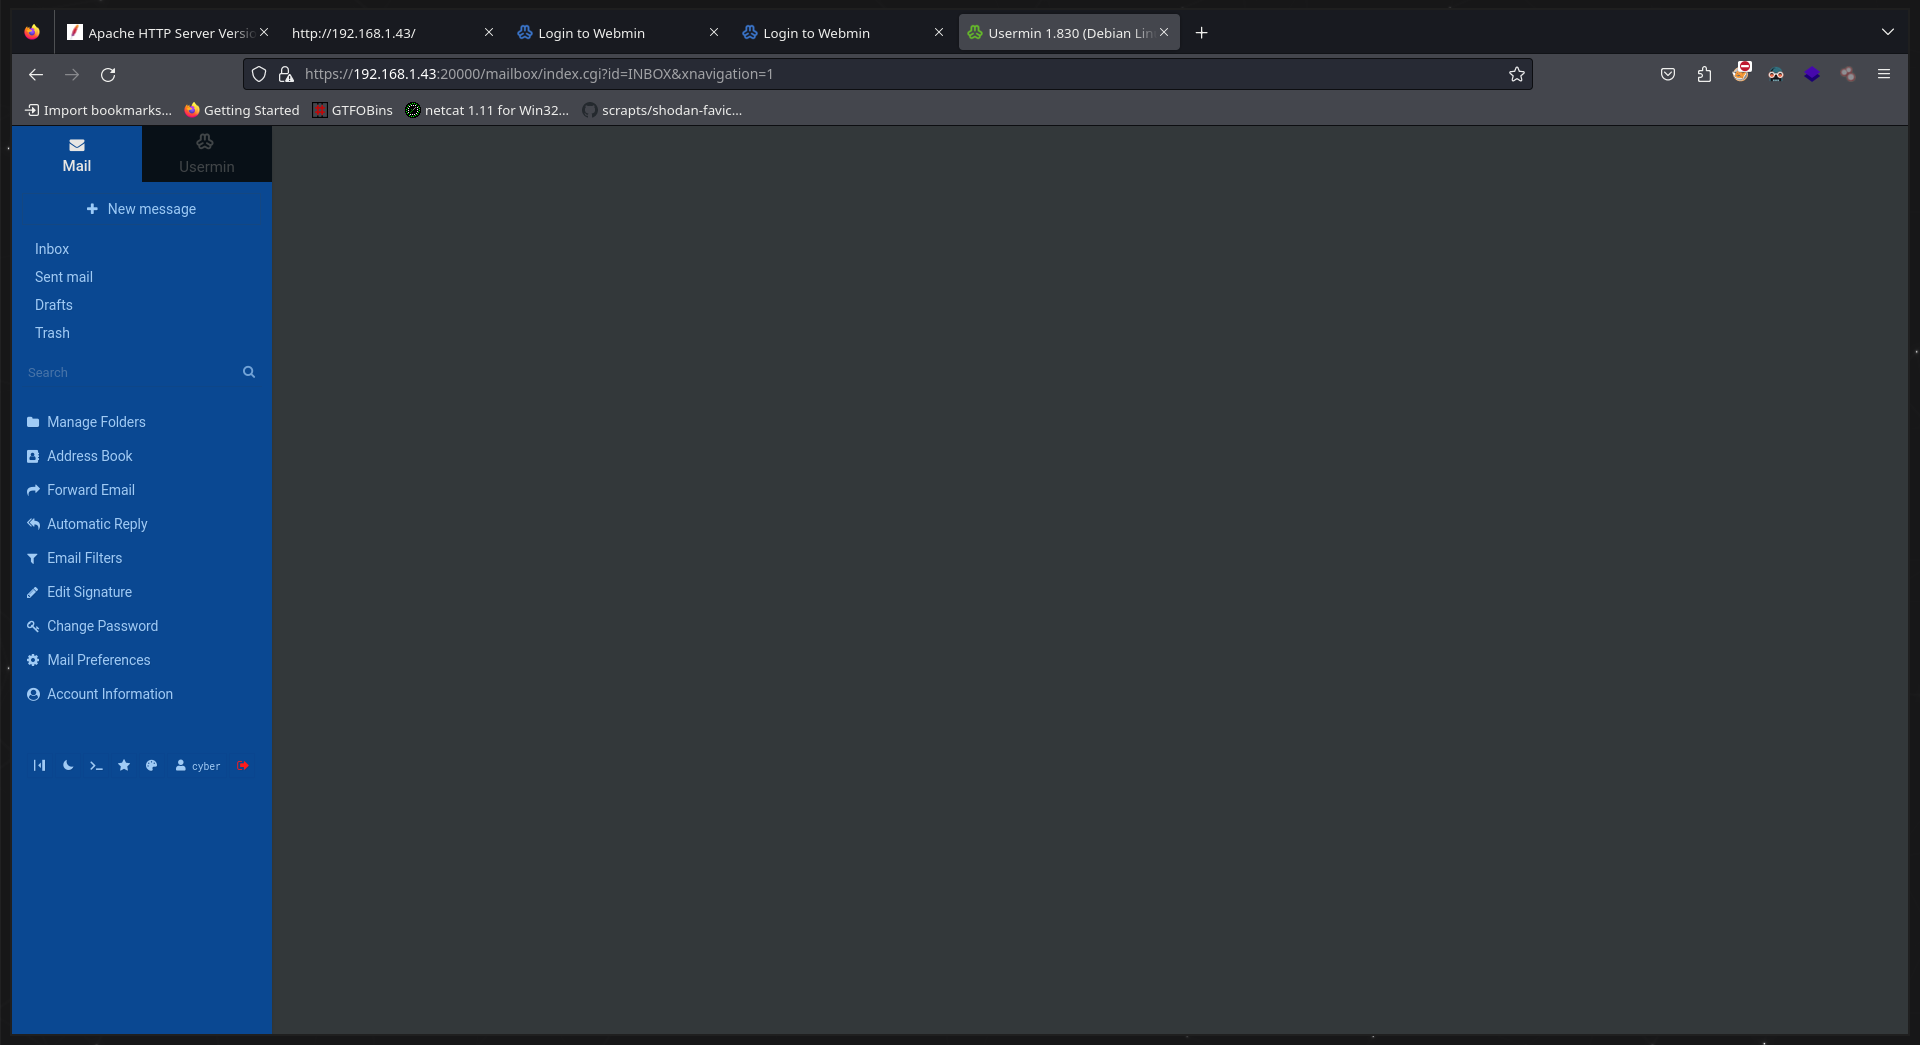 Apache HTTP Server Versio
http://192.168.1.43/
Login to Webmin
Login to Webmin
Usermin 1.830 (Debian Lin
https://192.168.1.43:20000/mailbox/index.cgi?id=INBOX&xnavigation=1
Import bookmarks...
Getting Started
GTFOBins
netcat 1.11 for Win32...
scrapts/shodan-favic...
Mail
Usermin
New message
Inbox
Sent mail
Drafts
Trash
Search
Manage Folders
Address Book
Forward Email
Automatic Reply
Email Filters
Edit Signature
Change Password
Mail Preferences
Account Information
cyber